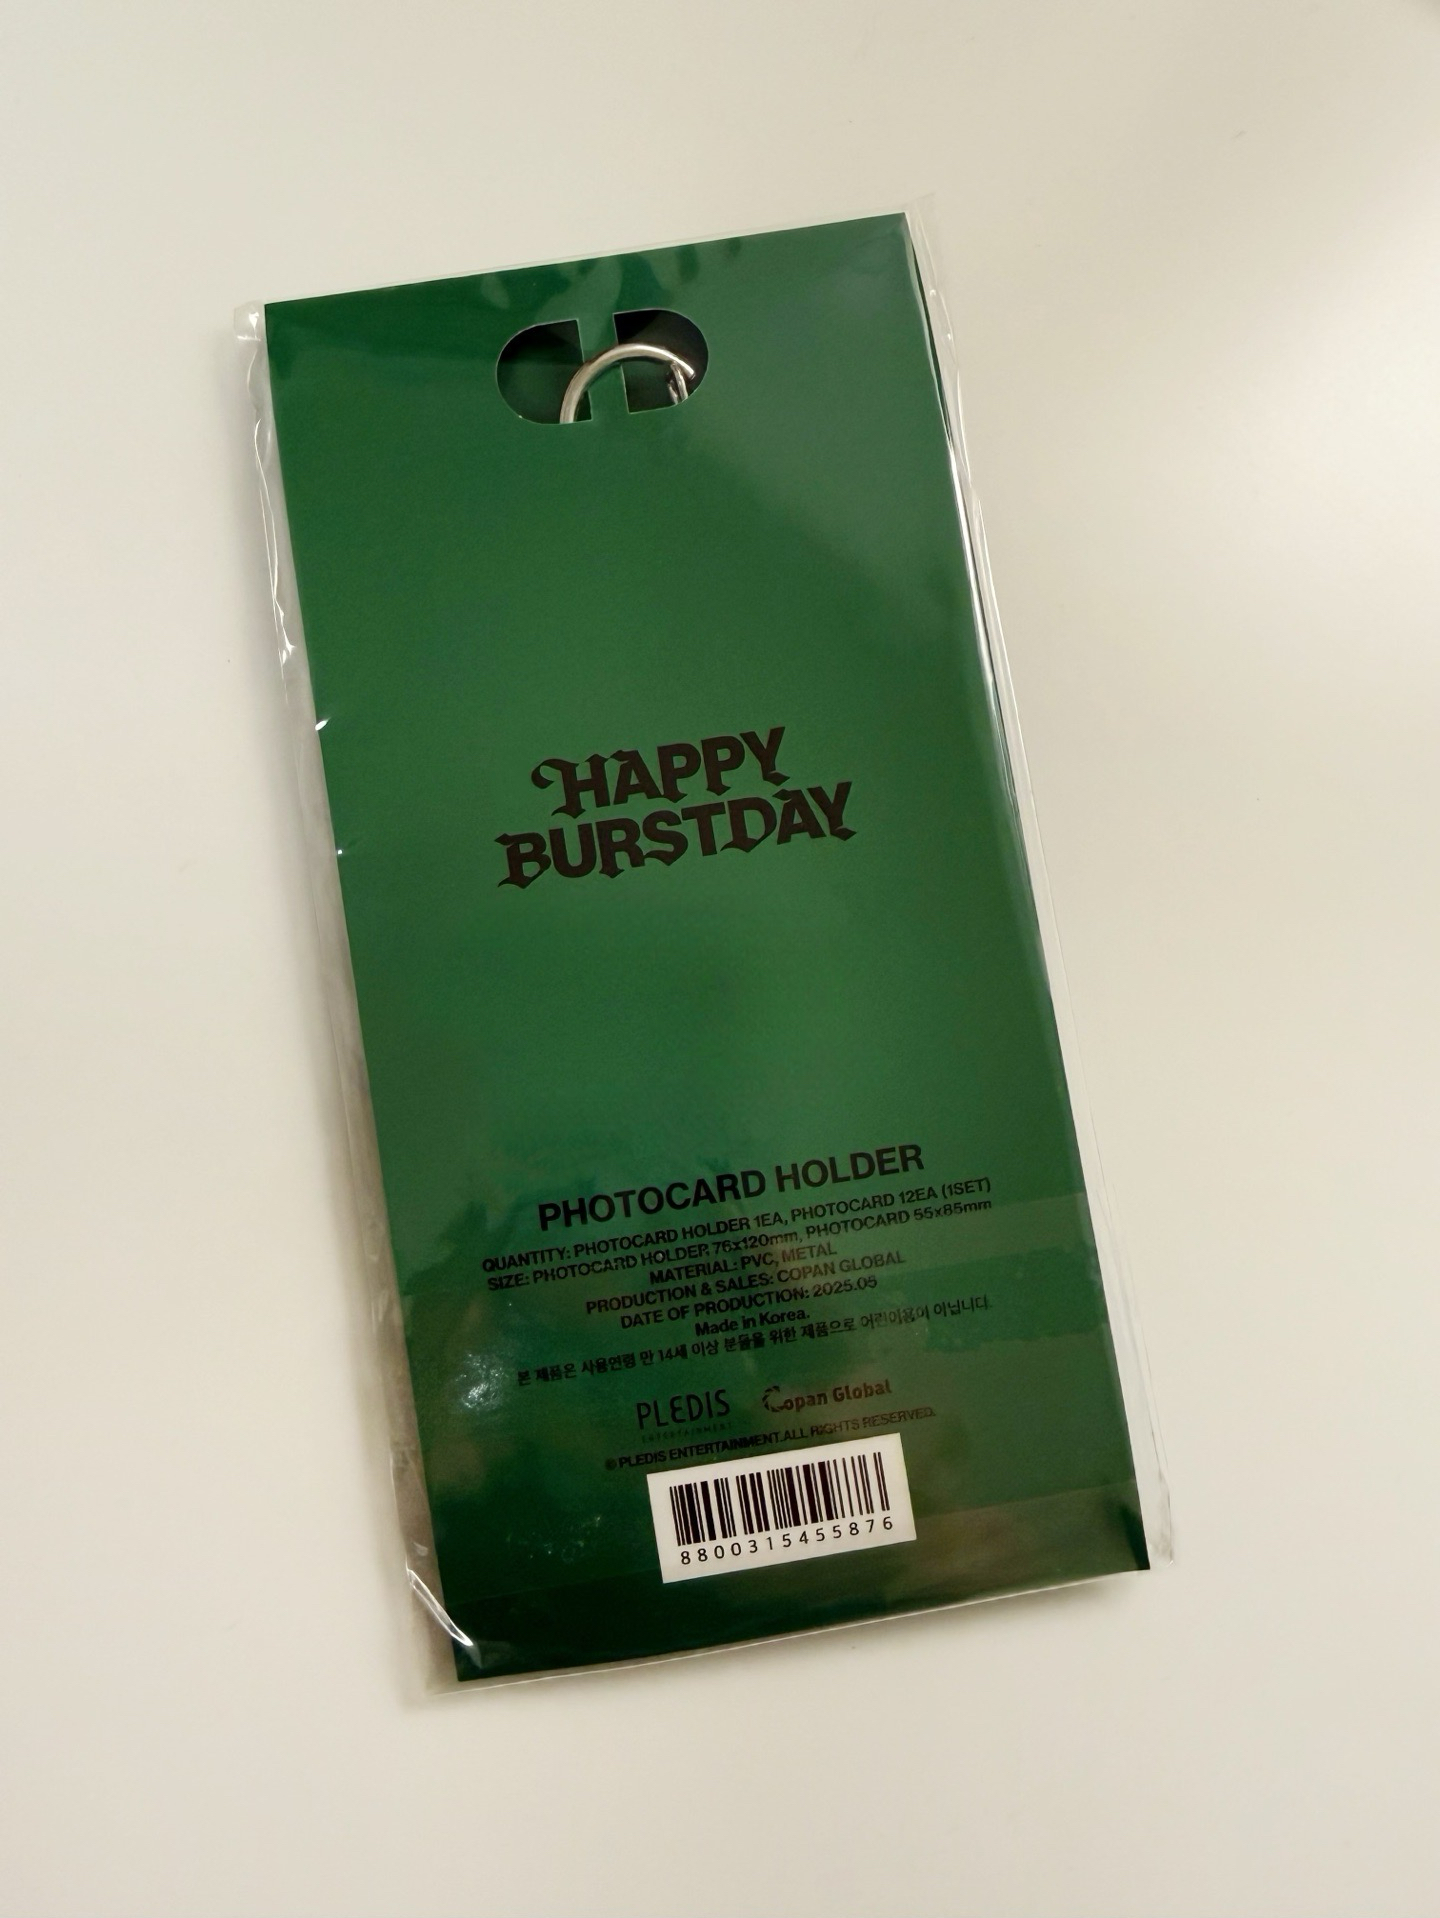 HAPPY
BURSTDAY
PHOTOCARD HOLDER
QUANTITY: PHOTOCARD HOLDER 1EA, PHOTOCARD 12EA (1SET)
SIZE: PHOTOCARD HOLDER 76x120mm, PHOTOCARD 55x85mm
MATERIAL: PVC, METAL
PRODUCTION & SALES: COPAN GLOBAL
DATE OF PRODUCTION: 2025.05
Made in Korea.
본 제품은 사용연령 만 14세 이상 분들을 위한 제품으로 어린이용이 아닙니다.
PLEDIS
ENTERTAINMENT
Copan Global
© PLEDIS ENTERTAINMENT. ALL RIGHTS RESERVED.
8800315455876